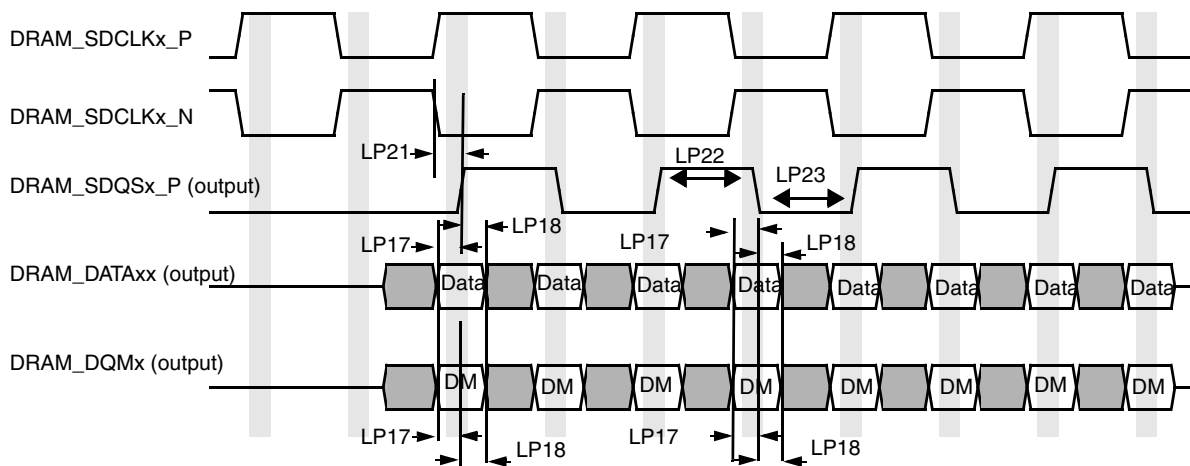 DRAM_SDCLKx_P
DRAM_SDCLKx_N
LP21
LP22
LP23
DRAM_SDQSx_P (output)
LP18
LP17
LP17
LP18
DRAM_DATAxx (output)
Data Data Data Data Data Data Data Data
DRAM_DQMx (output)
DM DM DM DM DM DM DM DM
LP17
LP18
LP17
LP18